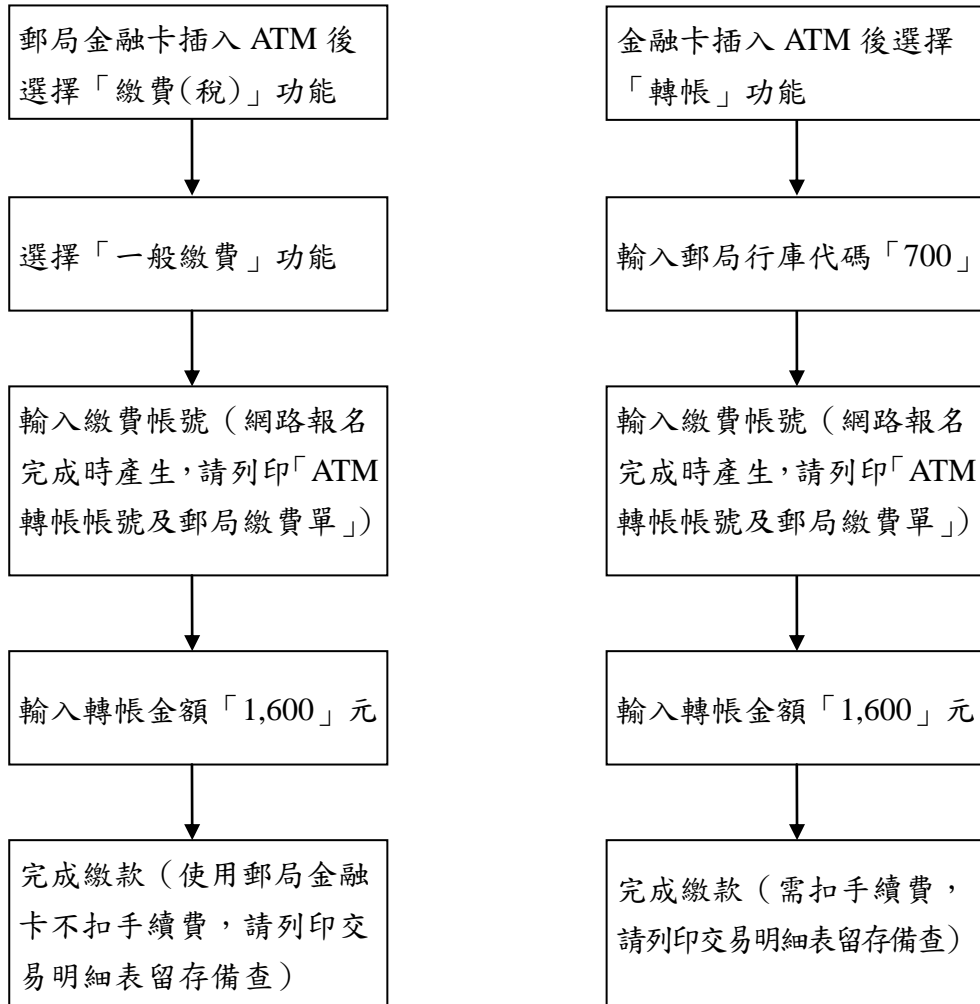 郵局金融卡插入 ATM 後
選擇「繳費(稅)」功能
選擇「一般繳費」功能
輸入繳費帳號（網路報名
完成時產生，請列印「ATM
轉帳帳號及郵局繳費單」）
輸入轉帳金額「1,600」元
完成繳款（使用郵局金融
卡不扣手續費，請列印交
易明細表留存備查）
金融卡插入 ATM 後選擇
「轉帳」功能
輸入郵局行庫代碼「700」
輸入繳費帳號（網路報名
完成時產生，請列印「ATM
轉帳帳號及郵局繳費單」）
輸入轉帳金額「1,600」元
完成繳款（需扣手續費，
請列印交易明細表留存備查）